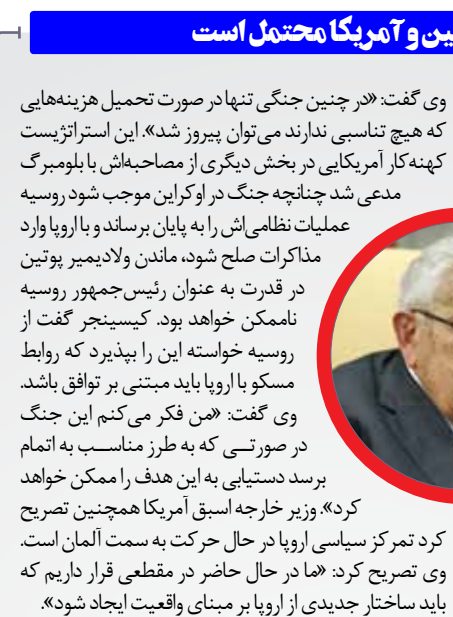 ین و آمریکا محتمل است
وی گفت: «در چنین جنگی تنها در صورت تحمیل هزینه‌هایی
که هیچ تناسبی ندارند می‌توان پیروز شد». این استراتژیست
کهنه‌کار آمریکایی در بخش دیگری از مصاحبه‌اش با بلومبرگ
مدعی شد چنانچه جنگ در اوکراین موجب شود روسیه
عملیات نظامی‌اش را به پایان برساند و با اروپا وارد
مذاکرات صلح شود، ماندن ولادیمیر پوتین
در قدرت به عنوان رئیس‌جمهور روسیه
ناممکن خواهد بود. کیسینجر گفت از
روسیه خواسته این را بپذیرد که روابط
مسکو با اروپا باید مبتنی بر توافق باشد.
وی گفت: «من فکر می‌کنم این جنگ
در صورتی که به طرز مناسب به اتمام
برسد دستیابی به این هدف را ممکن خواهد
کرد». وزیر خارجه اسبق آمریکا همچنین تصریح
کرد تمرکز سیاسی اروپا در حال حرکت به سمت آلمان است.
وی تصریح کرد: «ما در حال حاضر در مقطعی قرار داریم که
باید ساختار جدیدی از اروپا بر مبنای واقعیت ایجاد شود».